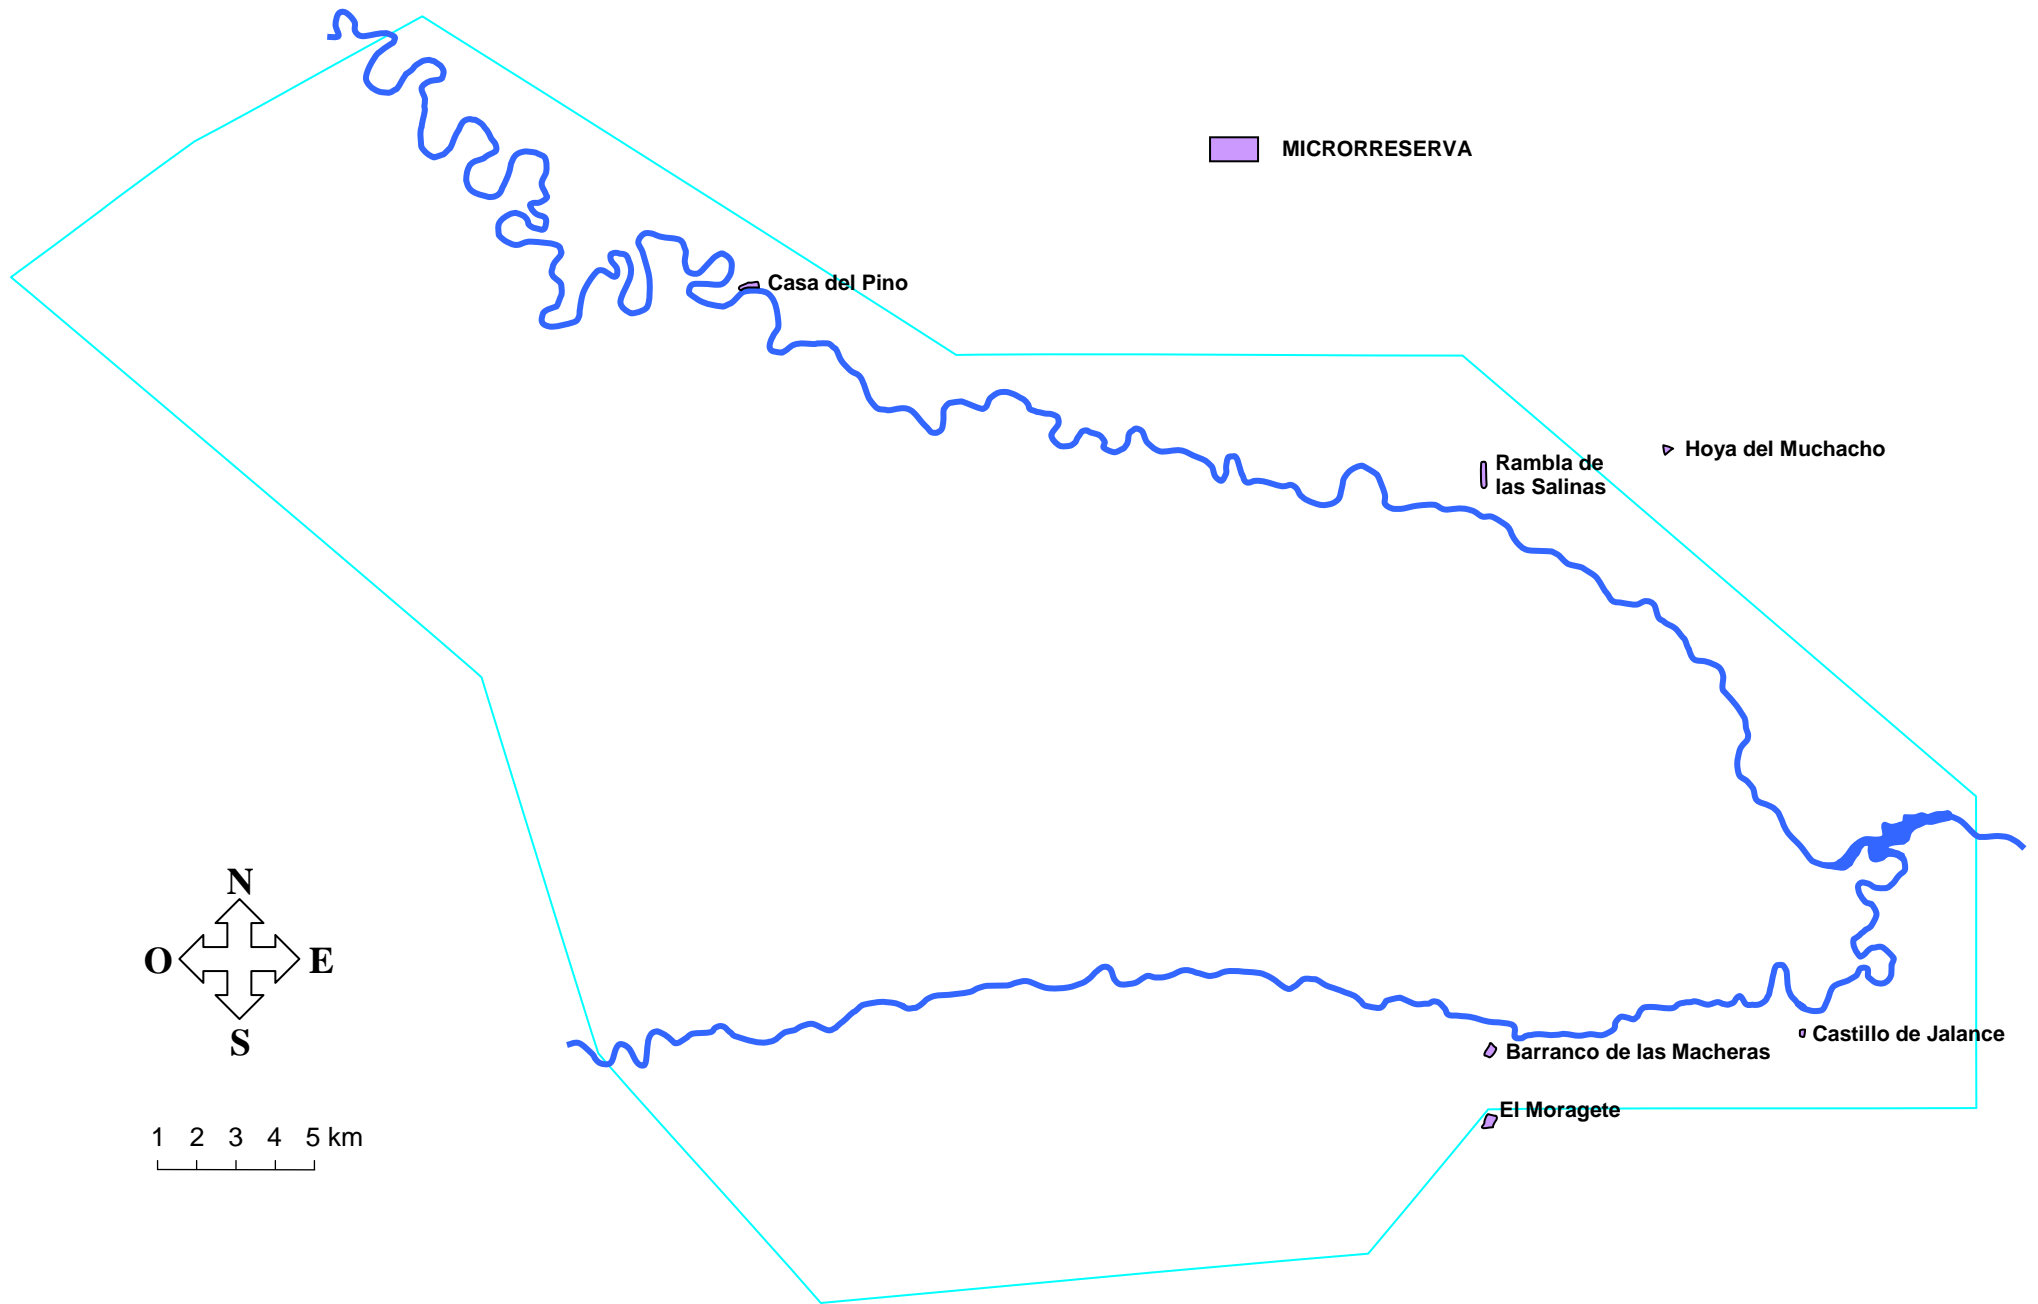 MICRORRESERVA
Casa del Pino
Hoya del Muchacho
Rambla de
las Salinas
N
O
E
S
Castillo de Jalance
Barranco de las Macheras
El Moragete
1 2 3 4 5 km